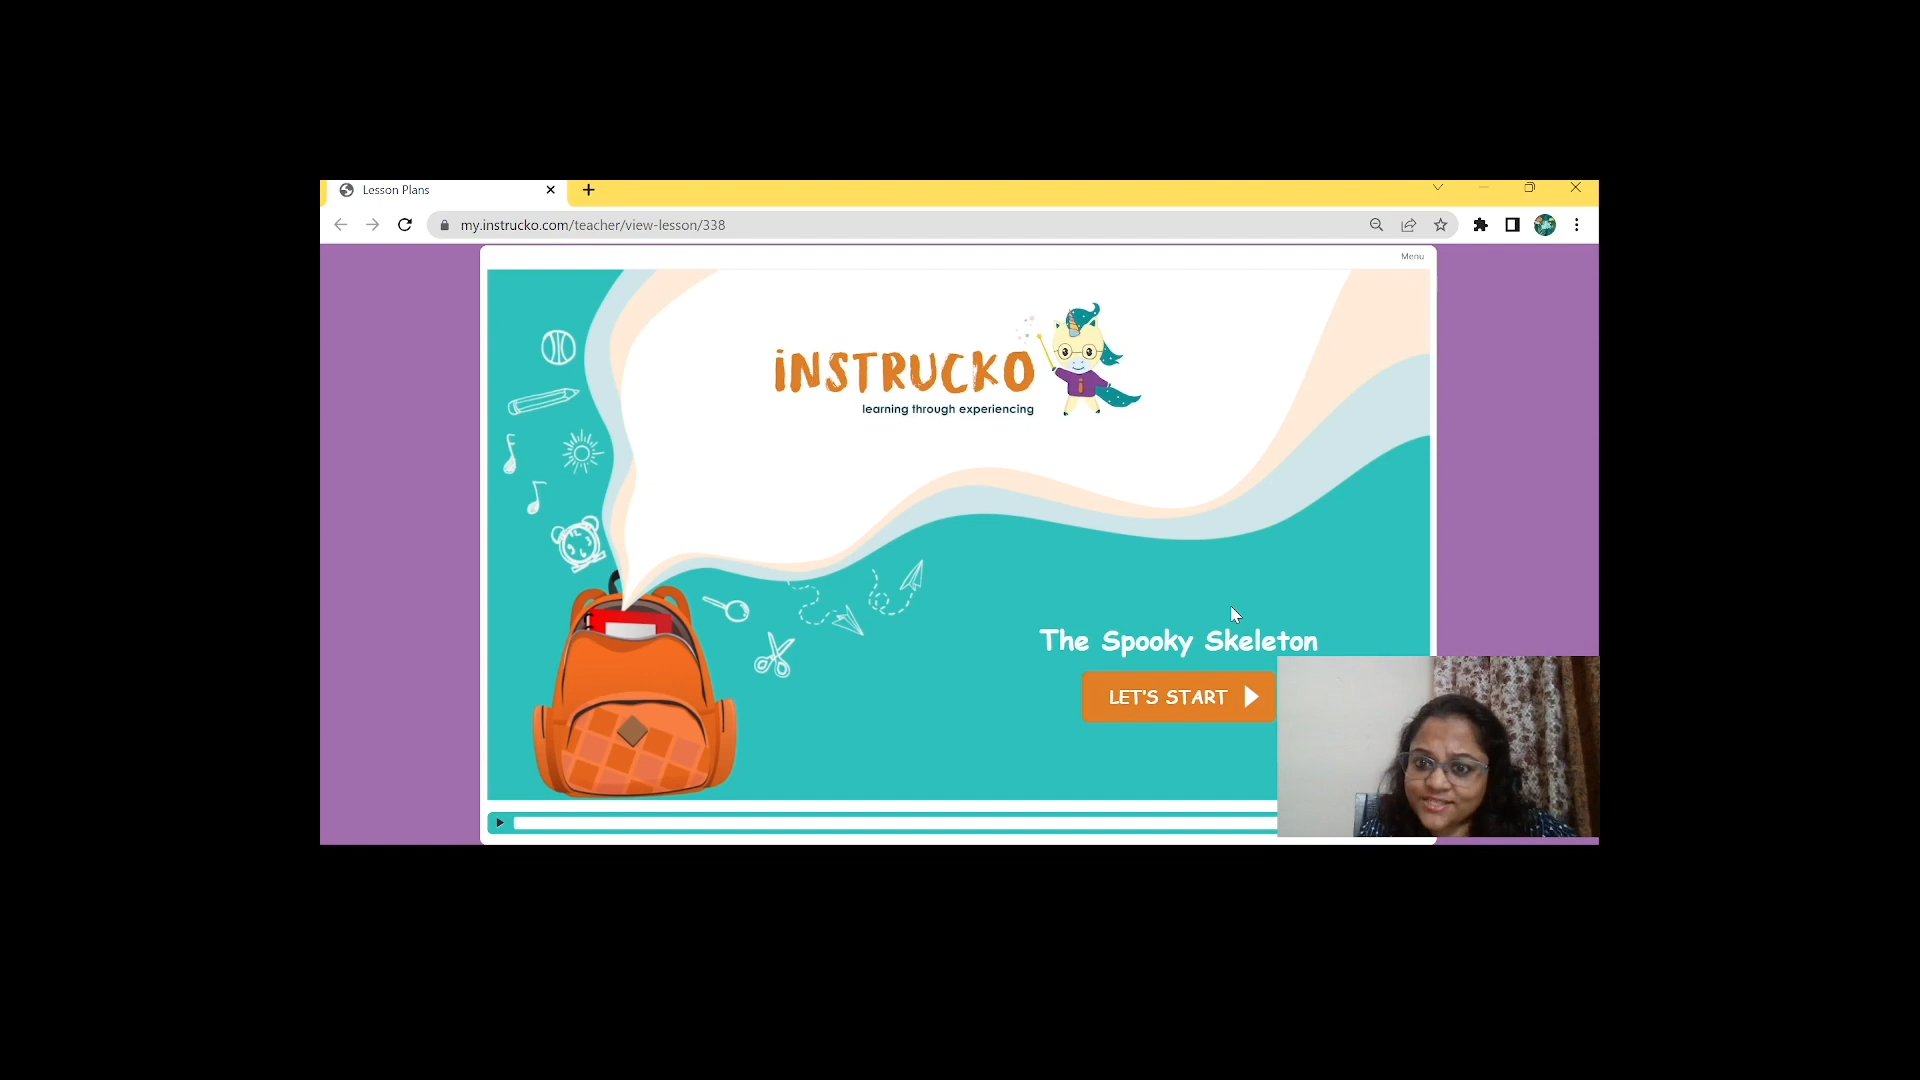 Lesson Plans
my.instrucko.com/teacher/view-lesson/338
Menu
iNSTRUCKO
learning through experiencing
i
The Spooky Skeleton
LET'S START